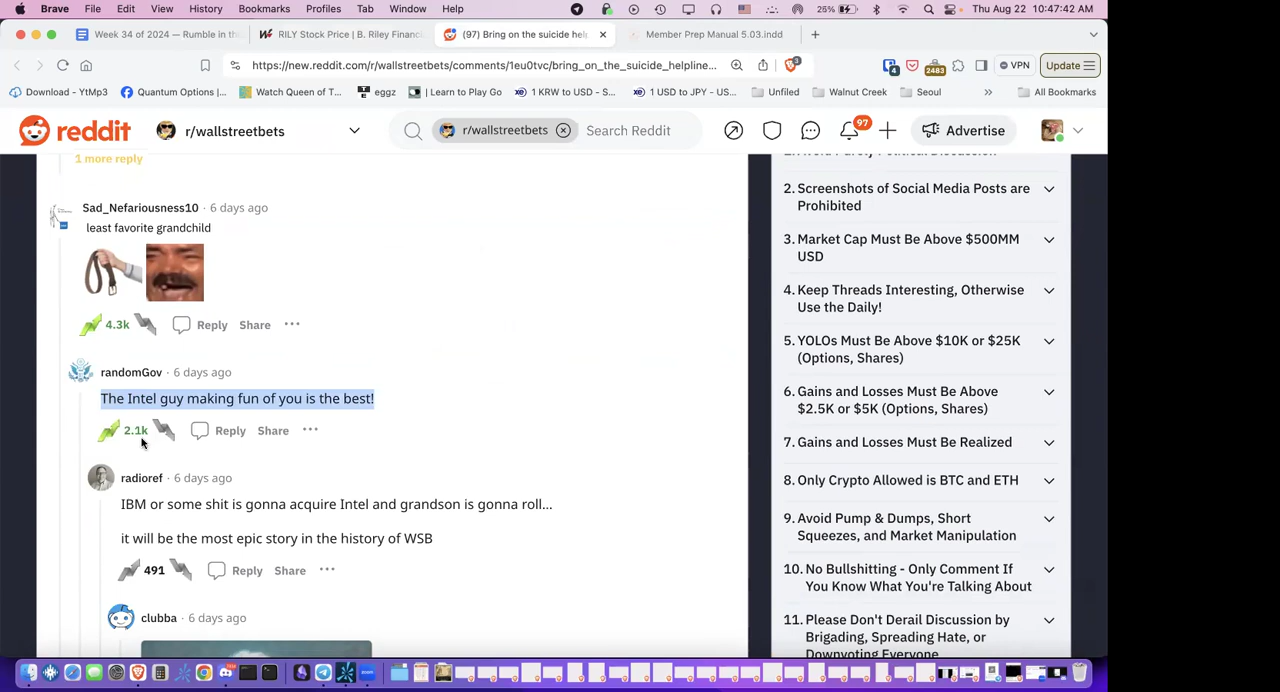 Brave File Edit View History Bookmarks Profiles Tab Window Help 26% Thu Aug 22 10:47:42 AM
Week 34 of 2024 — Rumble in th RILY Stock Price | B. Riley Financi (97) Bring on the suicide help Member Prep Manual 5.03.indd
https://new.reddit.com/r/wallstreetbets/comments/1eu0tvc/bring_on_the_suicide_helpline... 3 4 2483 VPN Update
Download - YtMp3 Quantum Options |... Watch Queen of T... eggz | Learn to Play Go 1 KRW to USD - S... 1 USD to JPY - US... Unfiled Walnut Creek Seoul » All Bookmarks
reddit r/wallstreetbets r/wallstreetbets Search Reddit 97 Advertise
1 more reply
Sad_Nefariousness10 · 6 days ago
least favorite grandchild
4.3k Reply Share ...
randomGov · 6 days ago
The Intel guy making fun of you is the best!
2.1k Reply Share ...
radioref · 6 days ago
IBM or some shit is gonna acquire Intel and grandson is gonna roll...
it will be the most epic story in the history of WSB
491 Reply Share ...
clubba · 6 days ago
2. Screenshots of Social Media Posts are
Prohibited
3. Market Cap Must Be Above $500MM
USD
4. Keep Threads Interesting, Otherwise
Use the Daily!
5. YOLOs Must Be Above $10K or $25K
(Options, Shares)
6. Gains and Losses Must Be Above
$2.5K or $5K (Options, Shares)
7. Gains and Losses Must Be Realized
8. Only Crypto Allowed is BTC and ETH
9. Avoid Pump & Dumps, Short
Squeezes, and Market Manipulation
10. No Bullshitting - Only Comment If
You Know What You're Talking About
11. Please Don't Derail Discussion by
Brigading, Spreading Hate, or
Downvoting Everyone